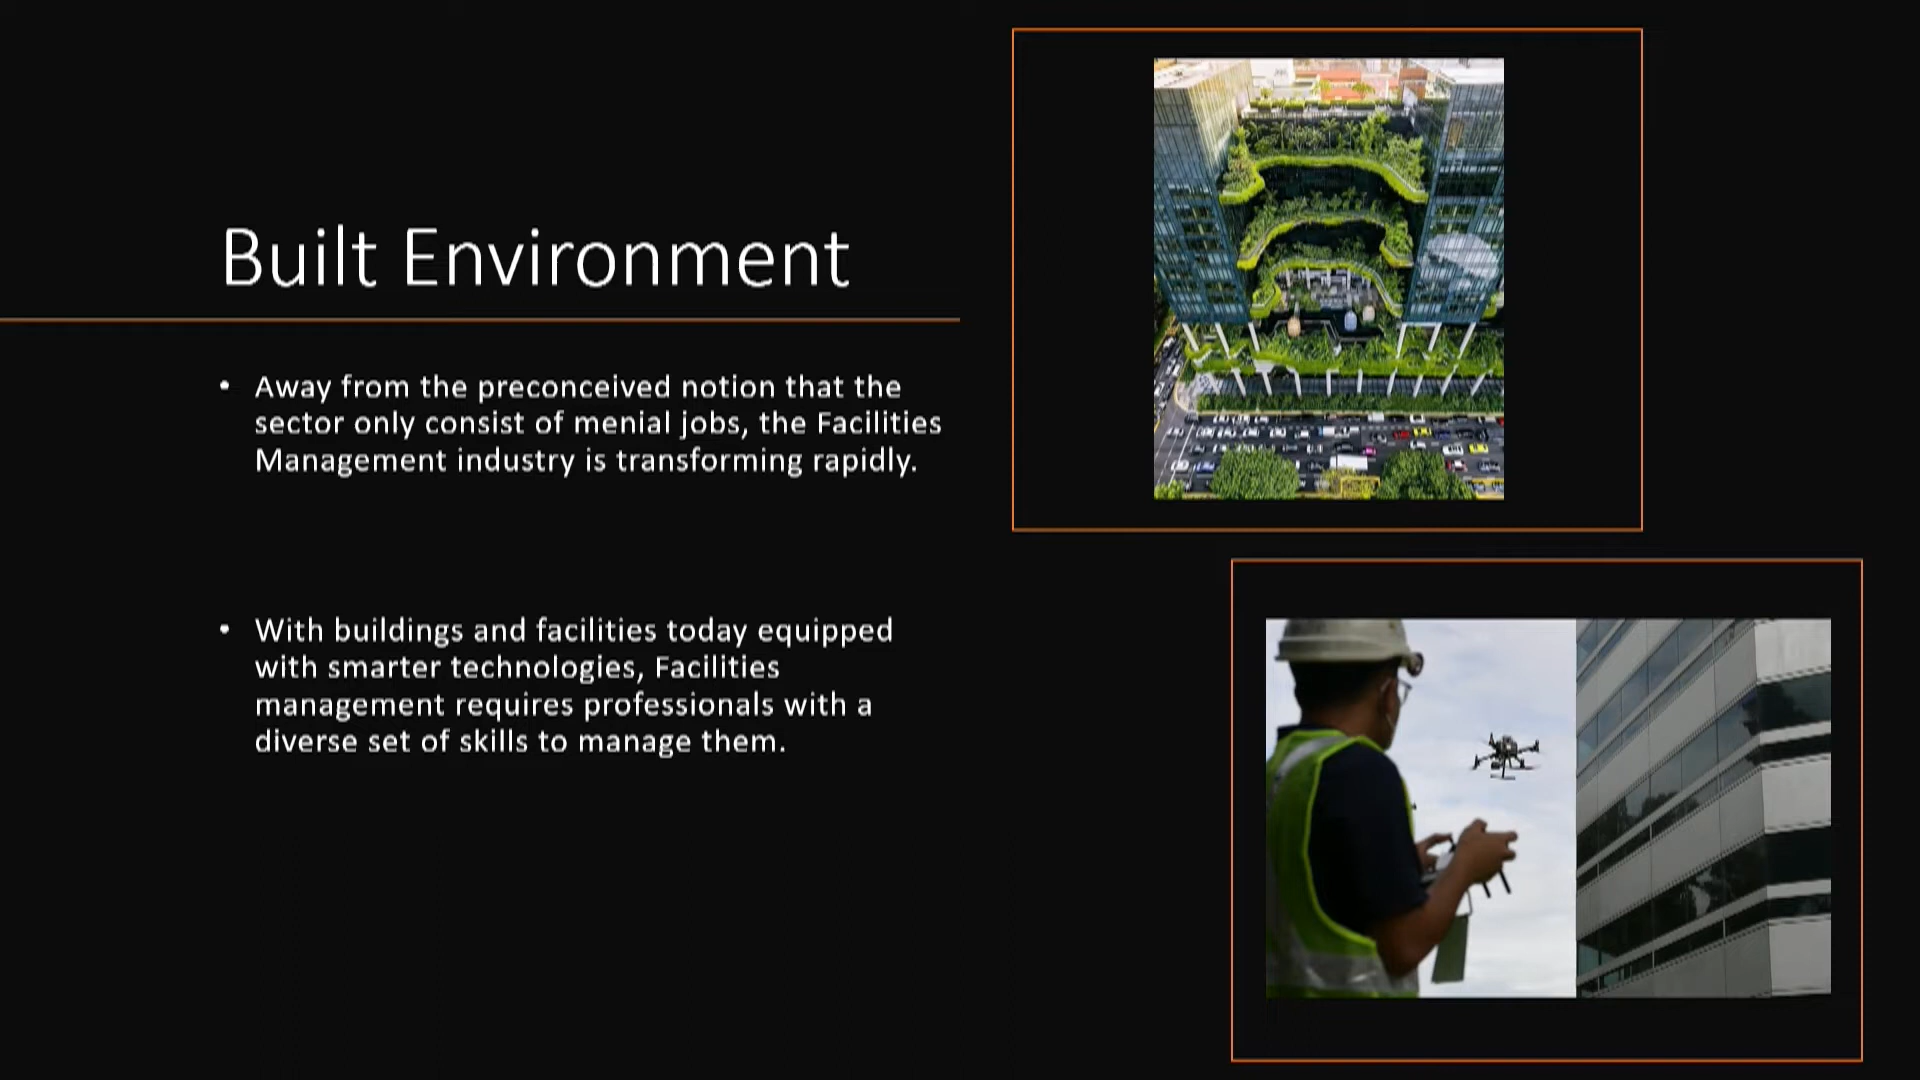 Built Environment
• Away from the preconceived notion that the
sector only consist of menial jobs, the Facilities
Management industry is transforming rapidly.
• With buildings and facilities today equipped
with smarter technologies, Facilities
management requires professionals with a
diverse set of skills to manage them.